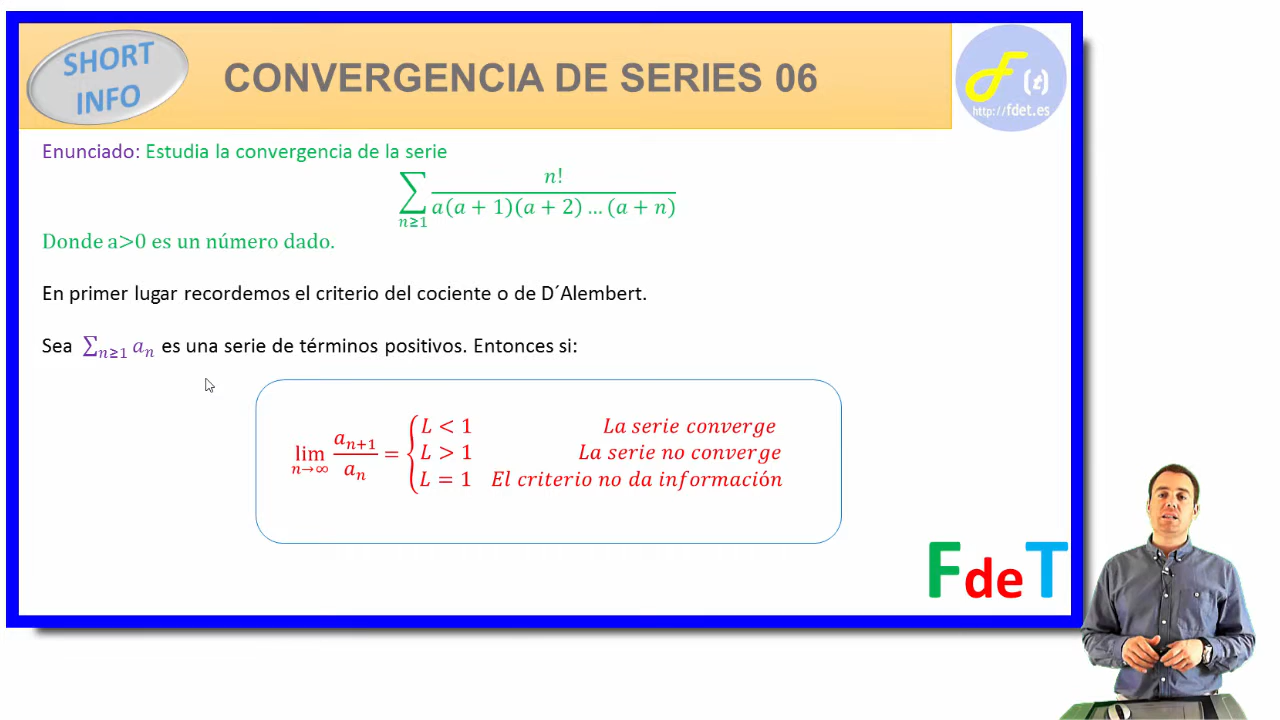 SHORT
INFO
CONVERGENCIA DE SERIES 06
f(t)
http://fdet.es
Enunciado: Estudia la convergencia de la serie
∑_{n≥1} n! / a(a + 1)(a + 2) … (a + n)
Donde a>0 es un número dado.
En primer lugar recordemos el criterio del cociente o de D´Alembert.
Sea ∑_{n≥1} a_n es una serie de términos positivos. Entonces si:
lim_{n→∞} a_{n+1} / a_n = { L < 1 La serie converge
L > 1 La serie no converge
L = 1 El criterio no da información
FdeT